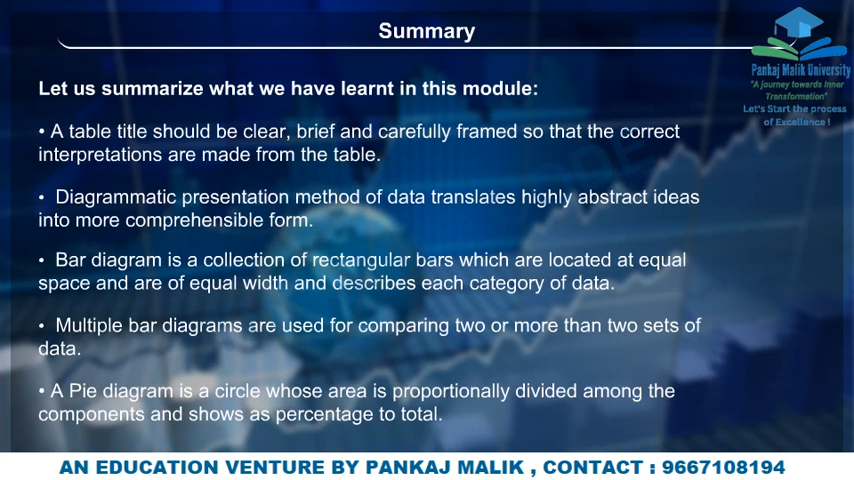 Summary
Pankaj Malik University
"A journey towards Inner
Transformation"
Let's Start the process
of Excellence !
Let us summarize what we have learnt in this module:
• A table title should be clear, brief and carefully framed so that the correct
interpretations are made from the table.
• Diagrammatic presentation method of data translates highly abstract ideas
into more comprehensible form.
• Bar diagram is a collection of rectangular bars which are located at equal
space and are of equal width and describes each category of data.
• Multiple bar diagrams are used for comparing two or more than two sets of
data.
• A Pie diagram is a circle whose area is proportionally divided among the
components and shows as percentage to total.
AN EDUCATION VENTURE BY PANKAJ MALIK , CONTACT : 9667108194